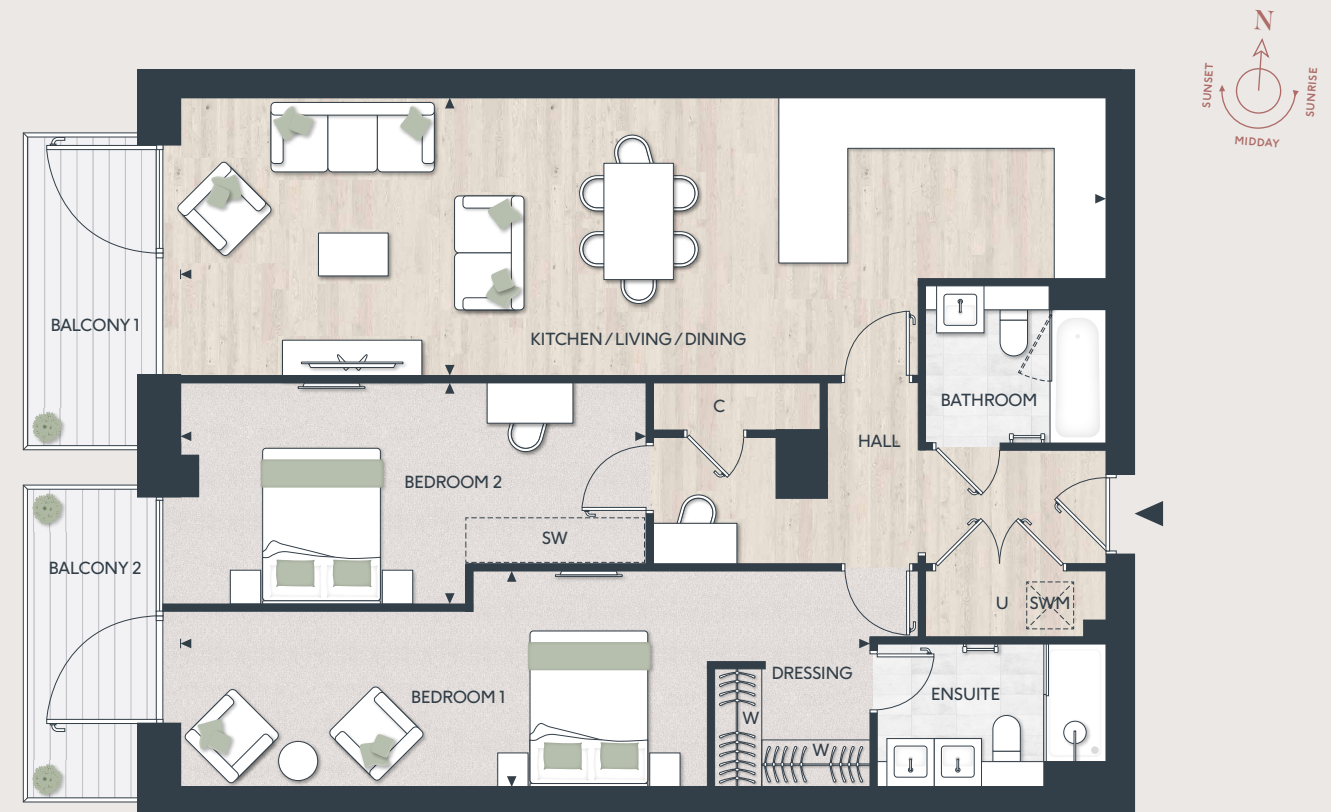 N
SUNSET
SUNRISE
MIDDAY
BALCONY 1
KITCHEN / LIVING / DINING
BATHROOM
C
HALL
BEDROOM 2
SW
BALCONY 2
U
SWM
DRESSING
BEDROOM 1
ENSUITE
W
W